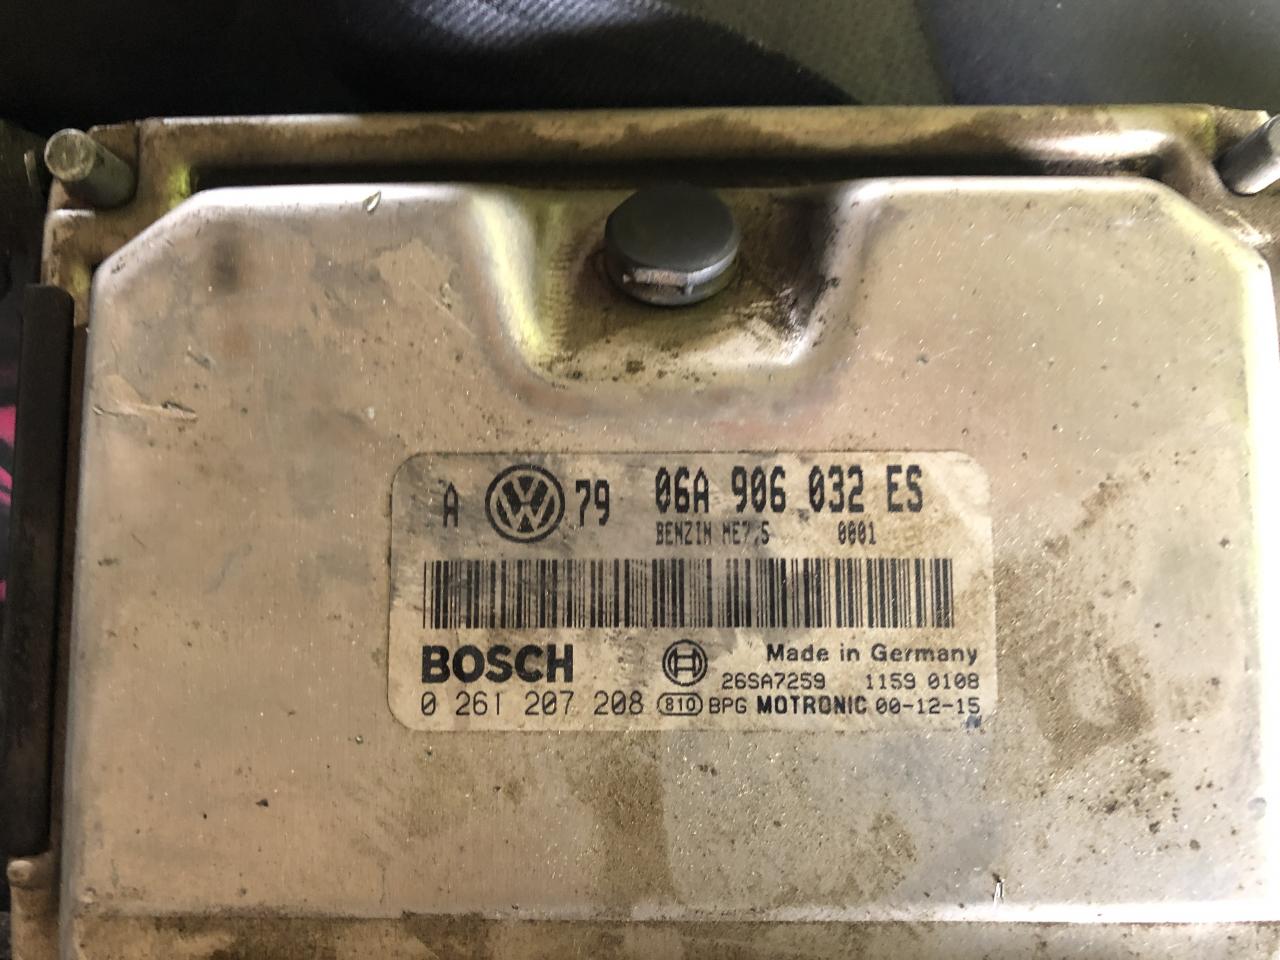 A VW 79 06A 906 032 ES
BENZIN ME7,5 0001
BOSCH Made in Germany
26SA7259 1159 0108
0 261 207 208 810 BPG MOTRONIC 00-12-15